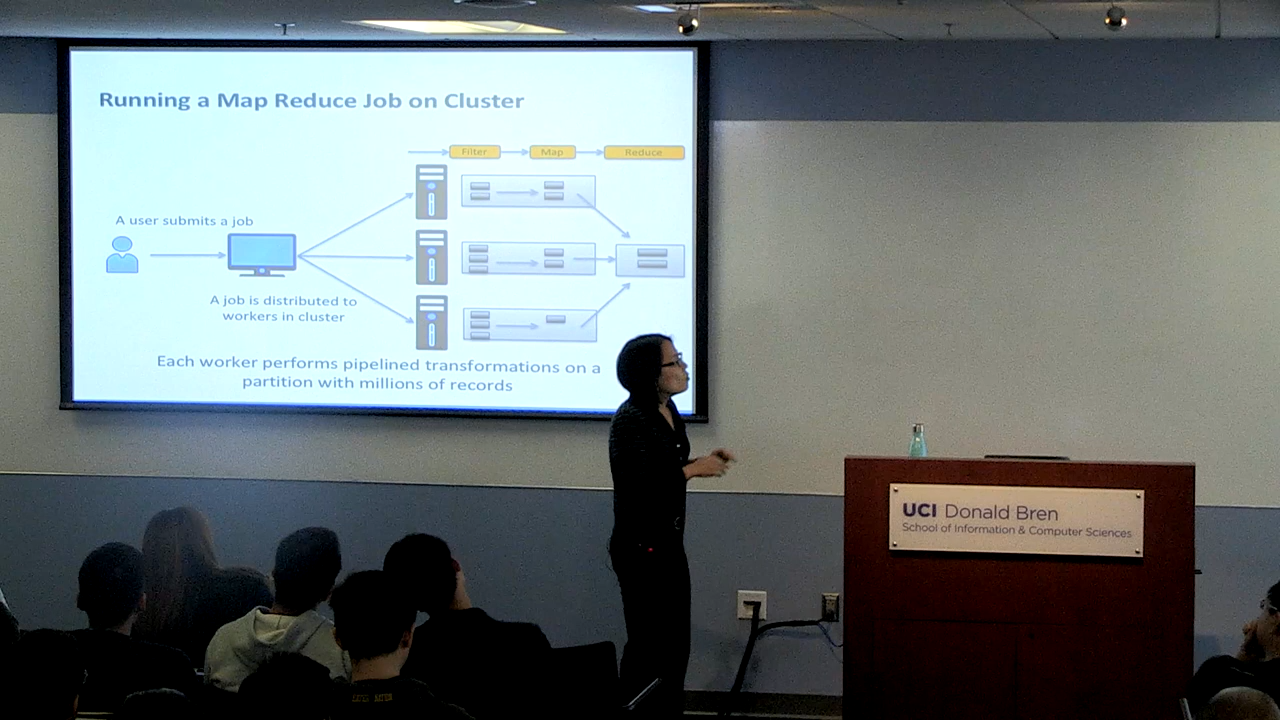 Running a Map Reduce Job on Cluster
Filter
Map
Reduce
A user submits a job
A job is distributed to
workers in cluster
Each worker performs pipelined transformations on a
partition with millions of records
UCI Donald Bren
School of Information & Computer Sciences